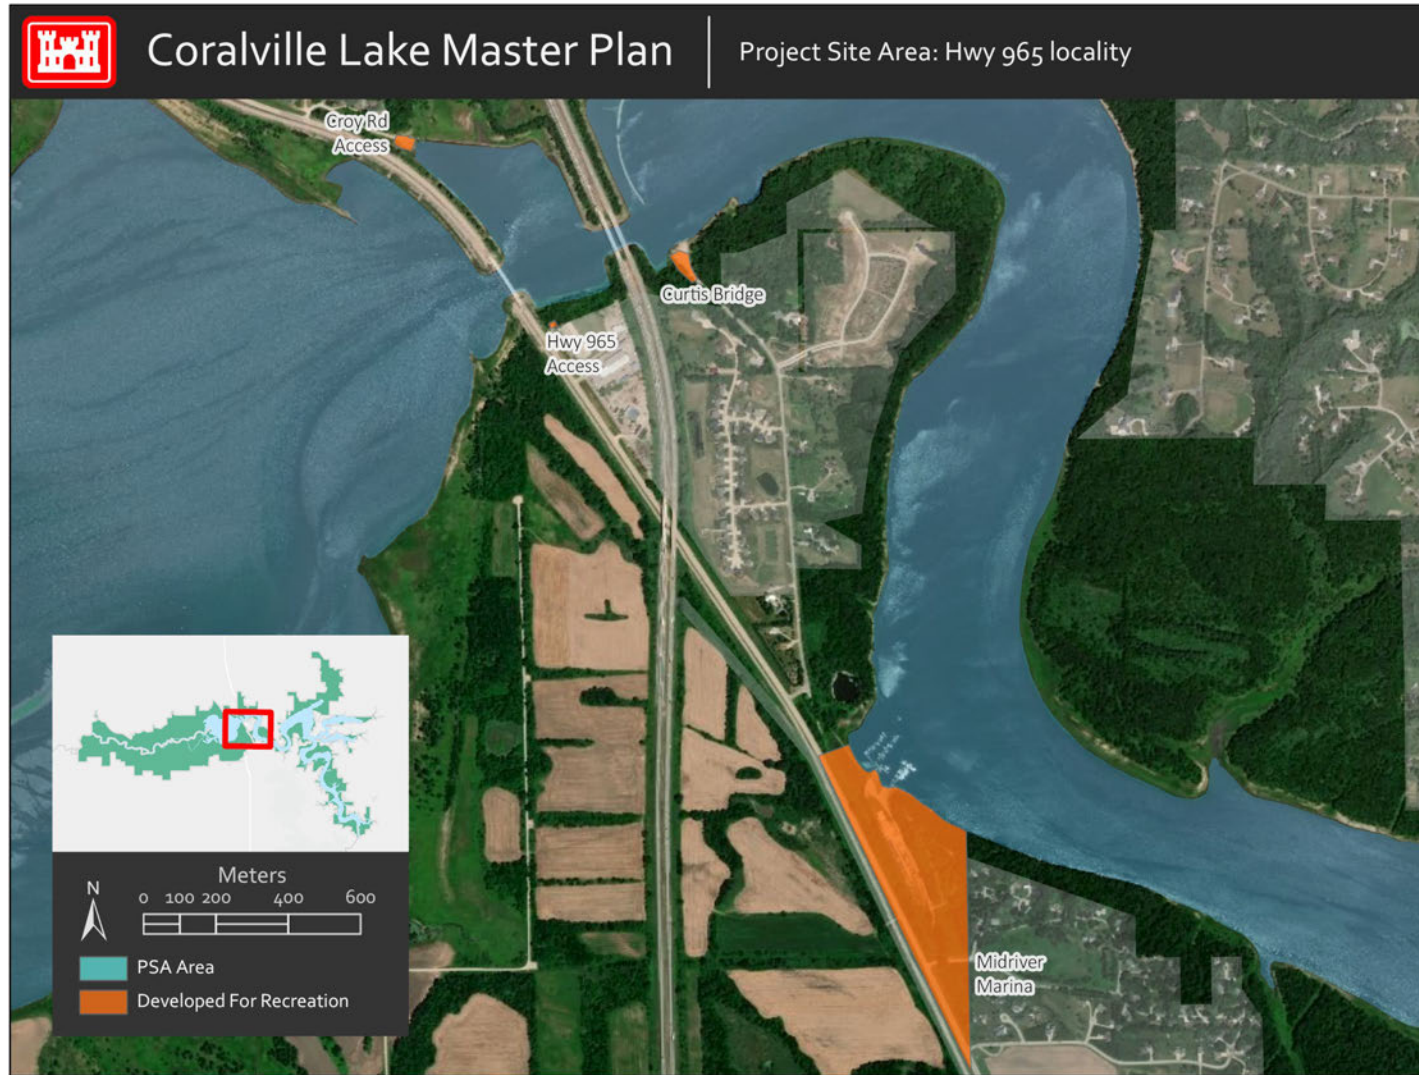 Coralville Lake Master Plan
Project Site Area: Hwy 965 locality
Croy Rd
Access
Curtis Bridge
Hwy 965
Access
Midriver
Marina
Meters
N
0 100 200 400 600
PSA Area
Developed For Recreation